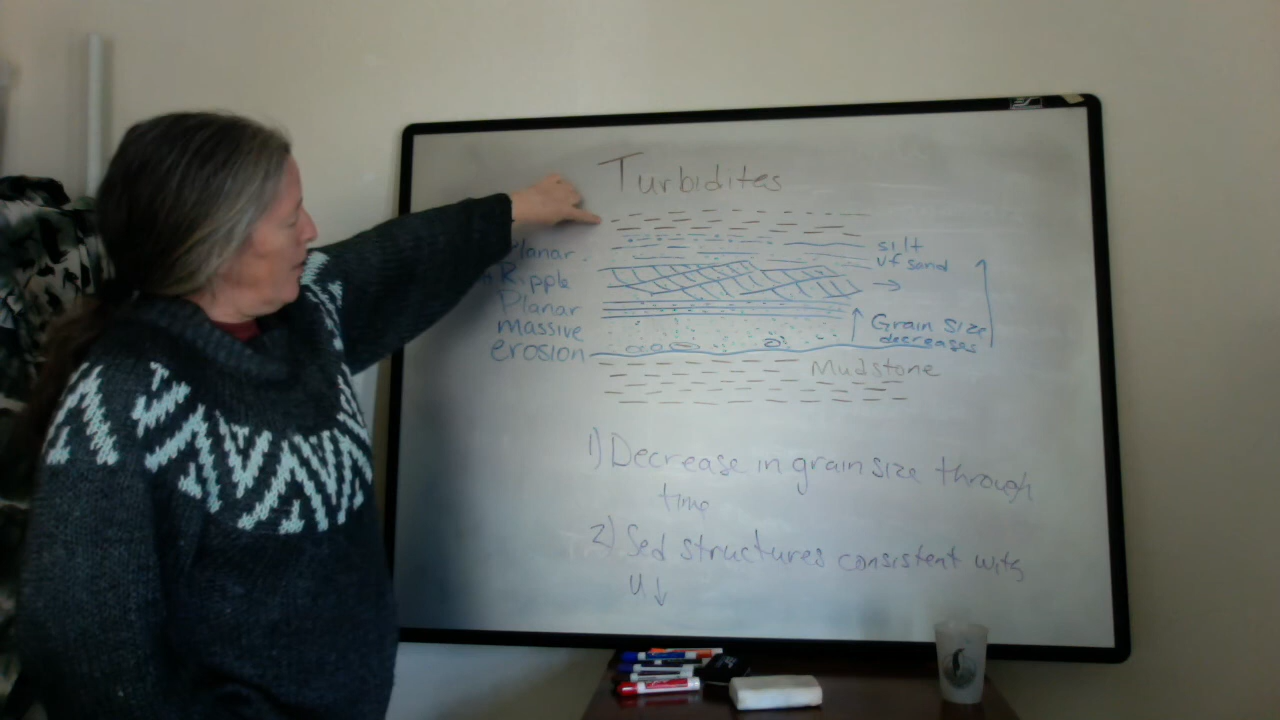 Turbidites
Planar
silt
vf sand
Ripple
Planar
Massive
Grain size
decreases
erosion
Mudstone
1) Decrease in grain size through
time
2) Sed structures consistent with
U↓